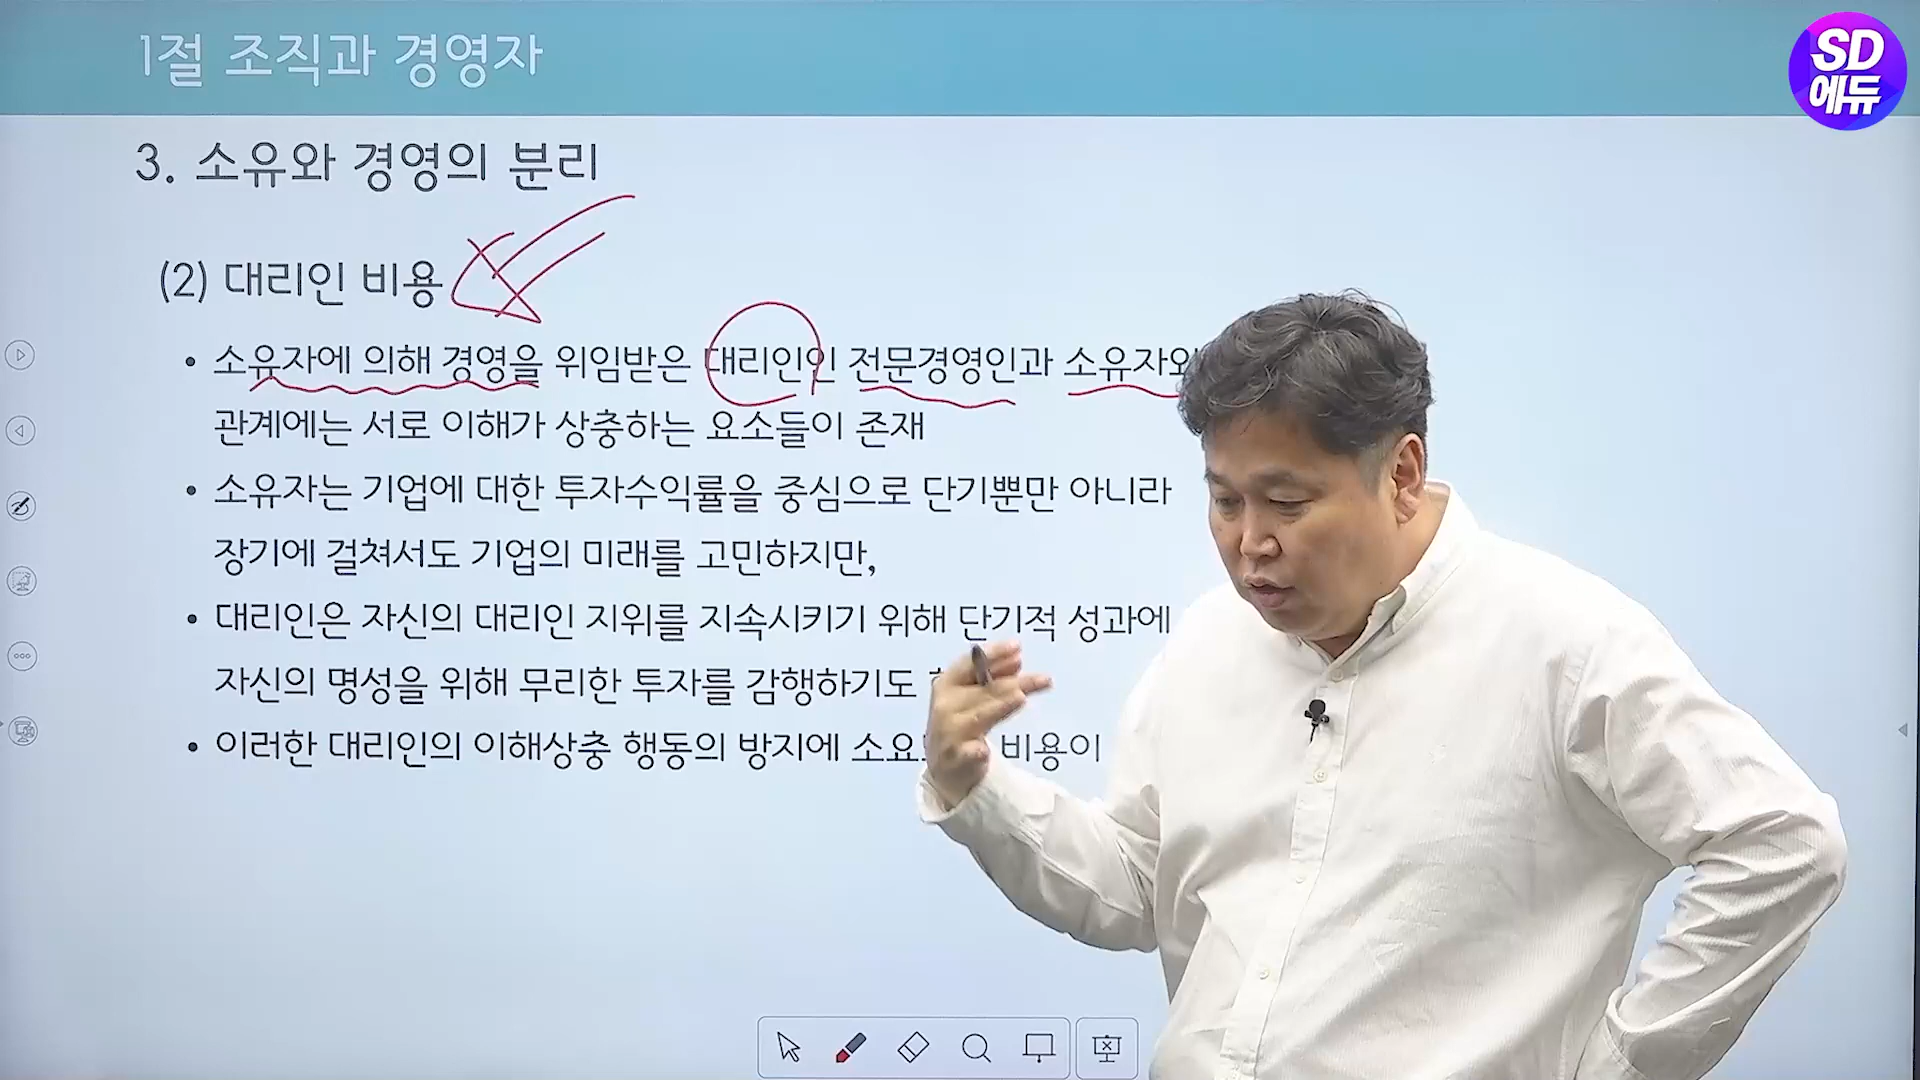 1절 조직과 경영자
SD
에듀
3. 소유와 경영의 분리
(2) 대리인 비용
• 소유자에 의해 경영을 위임받은 대리인인 전문경영인과 소유자와
관계에는 서로 이해가 상충하는 요소들이 존재
• 소유자는 기업에 대한 투자수익률을 중심으로 단기뿐만 아니라
장기에 걸쳐서도 기업의 미래를 고민하지만,
• 대리인은 자신의 대리인 지위를 지속시키기 위해 단기적 성과에
자신의 명성을 위해 무리한 투자를 감행하기도
• 이러한 대리인의 이해상충 행동의 방지에 비용이